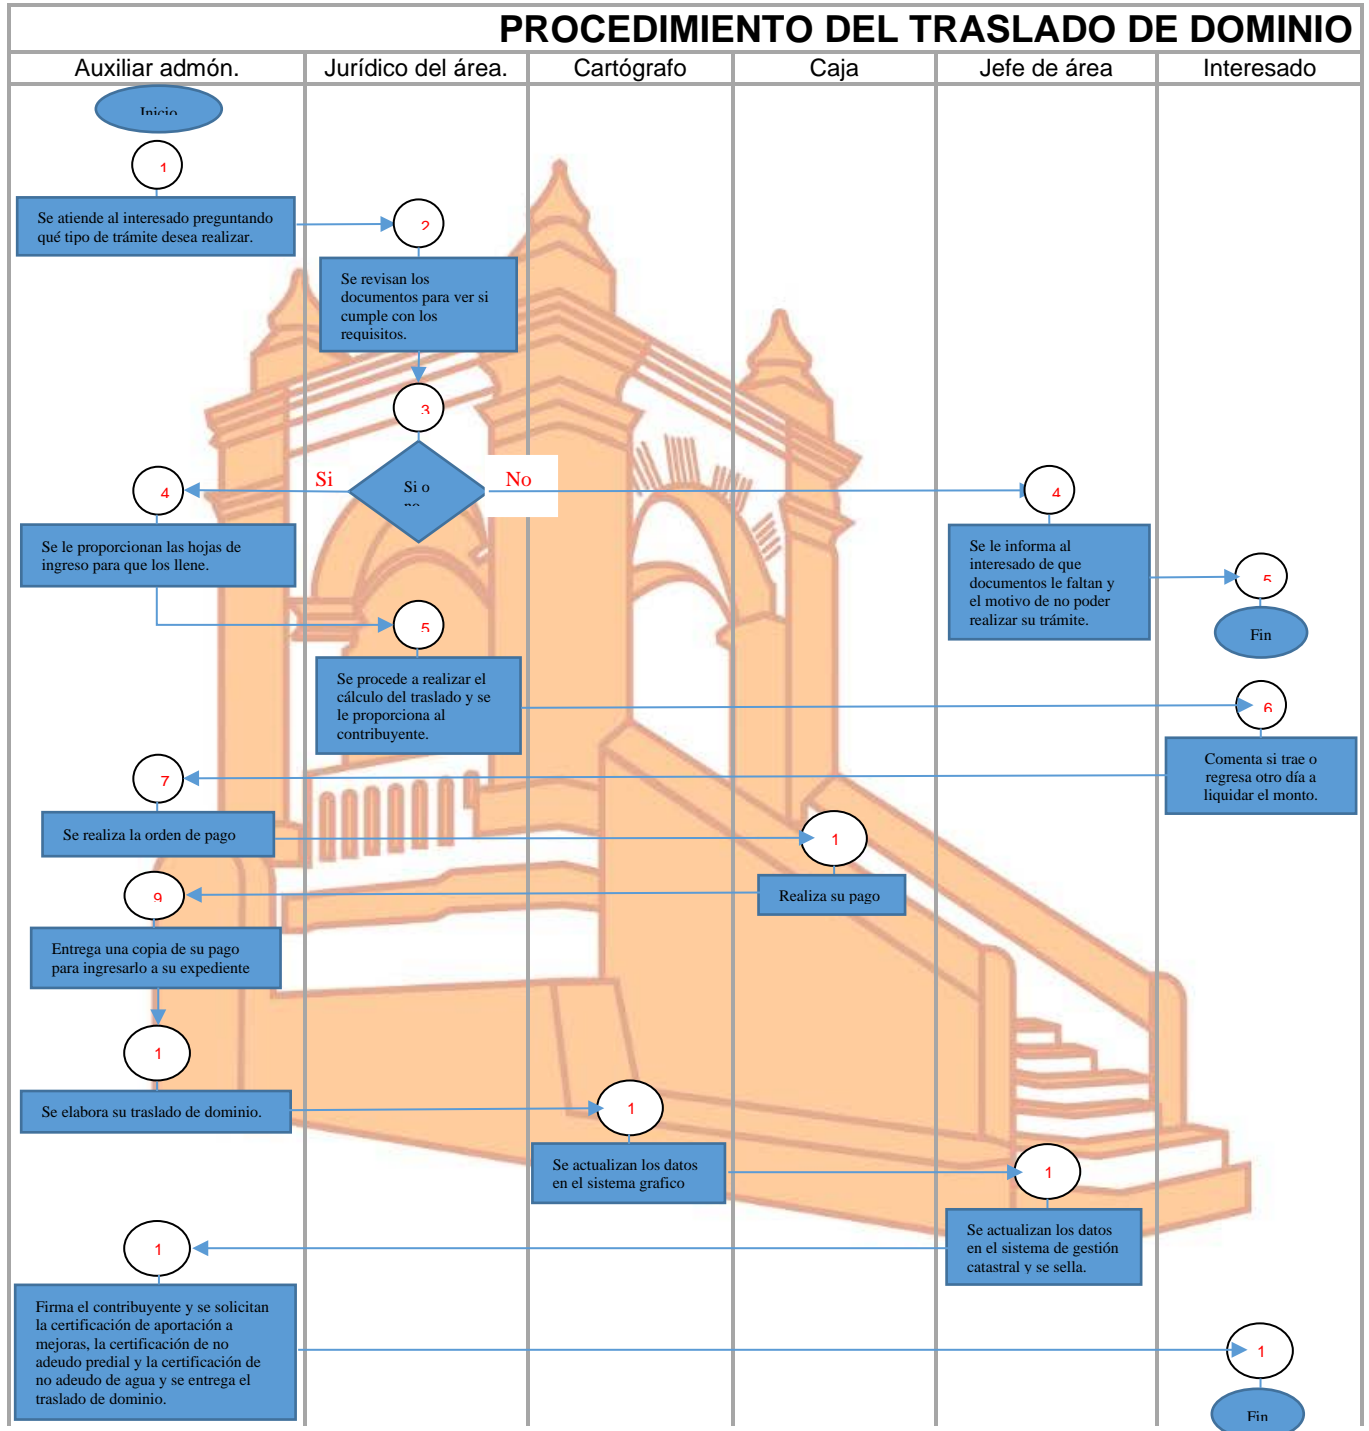 PROCEDIMIENTO DEL TRASLADO DE DOMINIO
Auxiliar admón.
Jurídico del área.
Cartógrafo
Caja
Jefe de área
Interesado
Inicio
1
Se atiende al interesado preguntando
qué tipo de trámite desea realizar.
2
Se revisan los
documentos para ver si
cumple con los
requisitos.
3
Si
Si o
no
No
4
Se le proporcionan las hojas de
ingreso para que los llene.
4
Se le informa al
interesado de que
documentos le faltan y
el motivo de no poder
realizar su trámite.
5
Fin
5
Se procede a realizar el
cálculo del traslado y se
le proporciona al
contribuyente.
6
Comenta si trae o
regresa otro día a
liquidar el monto.
7
Se realiza la orden de pago
1
Realiza su pago
9
Entrega una copia de su pago
para ingresarlo a su expediente
1
Se elabora su traslado de dominio.
1
Se actualizan los datos
en el sistema grafico
1
Se actualizan los datos
en el sistema de gestión
catastral y se sella.
1
Firma el contribuyente y se solicitan
la certificación de aportación a
mejoras, la certificación de no
adeudo predial y la certificación de
no adeudo de agua y se entrega el
traslado de dominio.
1
Fin